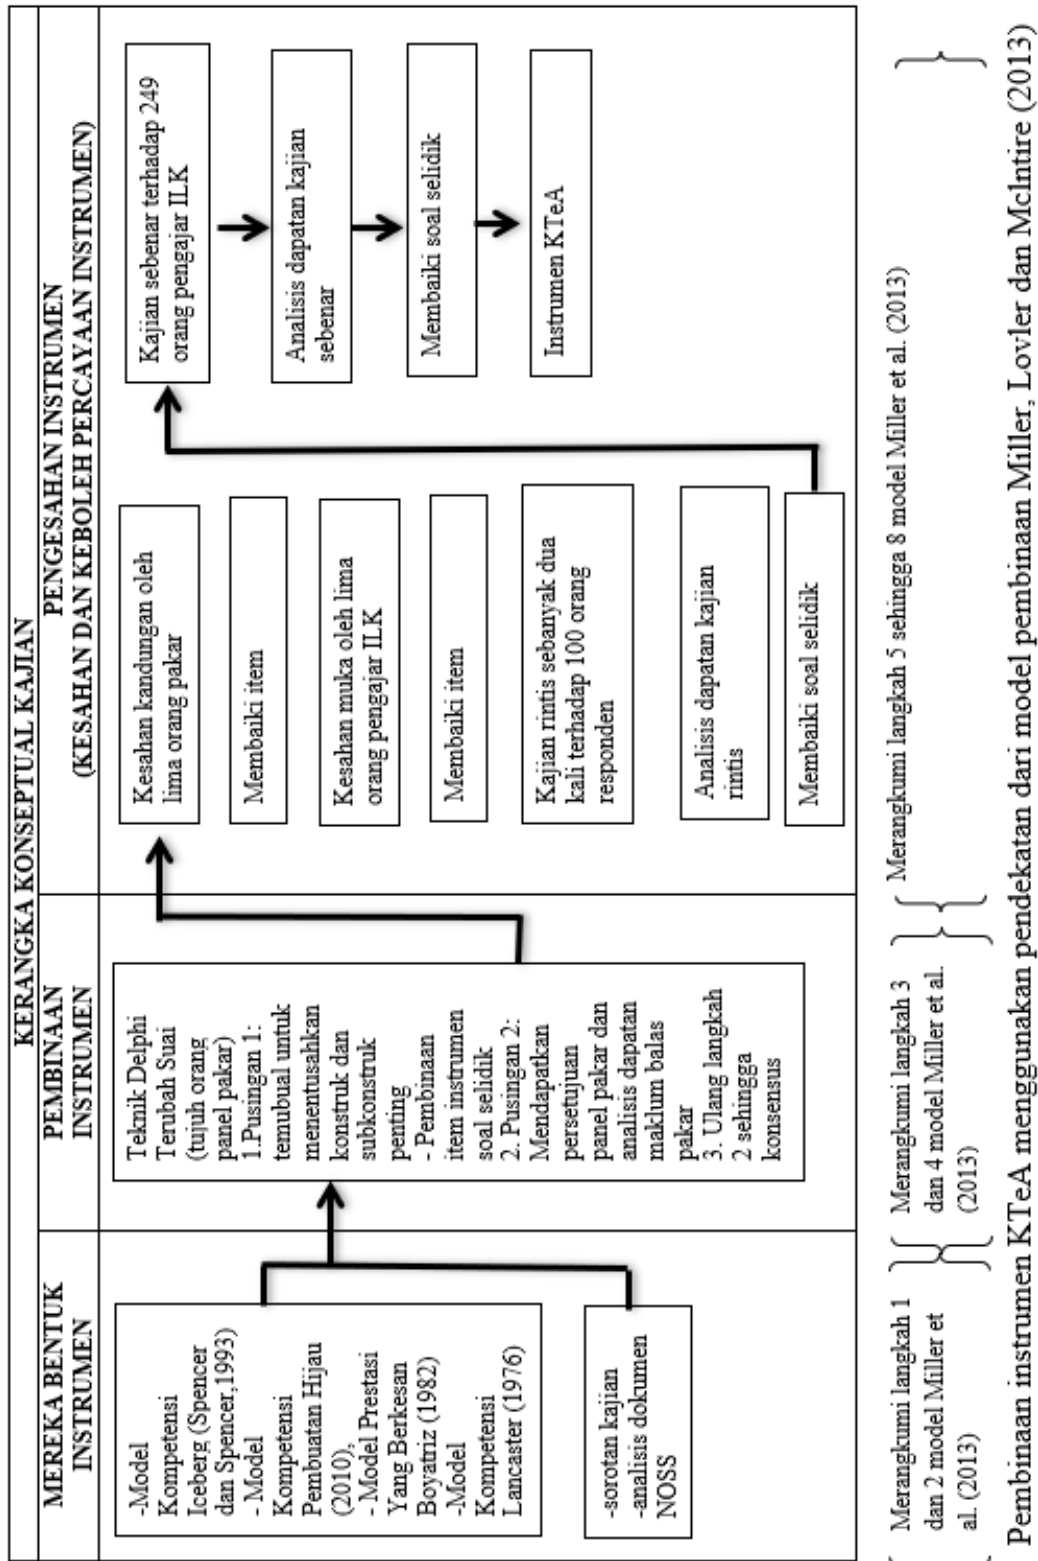 KERANGKA KONSEPTUAL KAJIAN
MEREKA BENTUK
INSTRUMEN
PEMBINAAN
INSTRUMEN
PENGESAHAN INSTRUMEN
(KESAHAN DAN KEBOLEH PERCAYAAN INSTRUMEN)
-Model
Kompetensi
Iceberg (Spencer
dan Spencer,1993)
- Model
Kompetensi
Pembuatan Hijau
(2010),
- Model Prestasi
Yang Berkesan
Boyatriz (1982)
-Model
Kompetensi
Lancaster (1976)
-sorotan kajian
-analisis dokumen
NOSS
Teknik Delphi
Terubah Suai
(tujuh orang
panel pakar)
1.Pusingan 1:
temubual untuk
menentusahkan
konstruk dan
subkonstruk
penting
- Pembinaan
item instrumen
soal selidik
2. Pusingan 2:
Mendapatkan
persetujuan
panel pakar dan
analisis dapatan
maklum balas
pakar
3. Ulang langkah
2 sehingga
konsensus
Kesahan kandungan oleh
lima orang pakar
Membaiki item
Kesahan muka oleh lima
orang pengajar ILK
Membaiki item
Kajian rintis sebanyak dua
kali terhadap 100 orang
responden
Analisis dapatan kajian
rintis
Membaiki soal selidik
Kajian sebenar terhadap 249
orang pengajar ILK
Analisis dapatan kajian
sebenar
Membaiki soal selidik
Instrumen KTeA
Merangkumi langkah 1
dan 2 model Miller et
al. (2013)
Merangkumi langkah 3
dan 4 model Miller et al.
(2013)
Merangkumi langkah 5 sehingga 8 model Miller et al. (2013)
Pembinaan instrumen KTeA menggunakan pendekatan dari model pembinaan Miller, Lovler dan McIntire (2013)